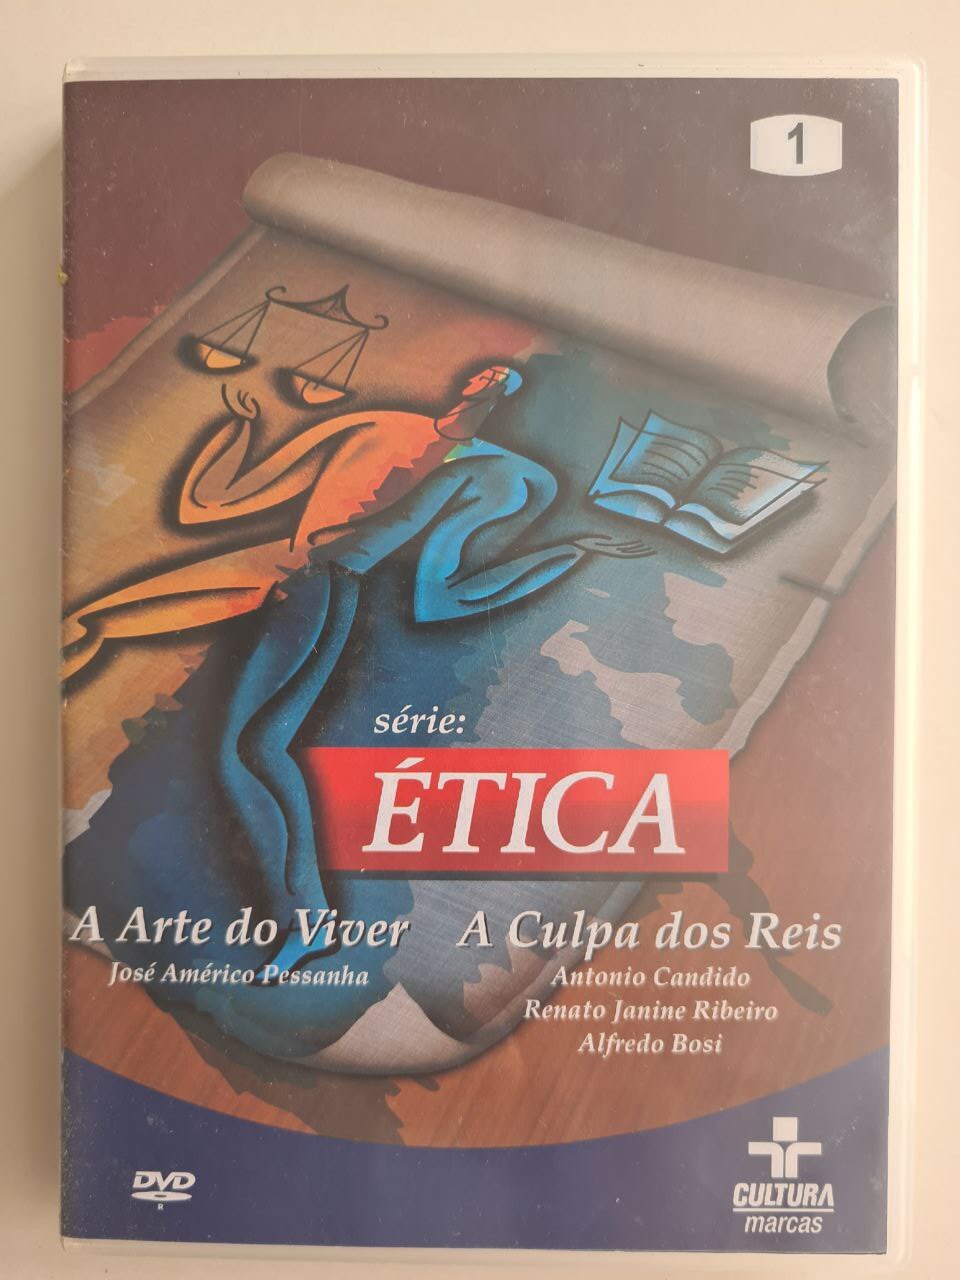 1
série:
ÉTICA
A Arte do Viver
José Américo Pessanha
A Culpa dos Reis
Antonio Candido
Renato Janine Ribeiro
Alfredo Bosi
DVD
R
CULTURA
marcas